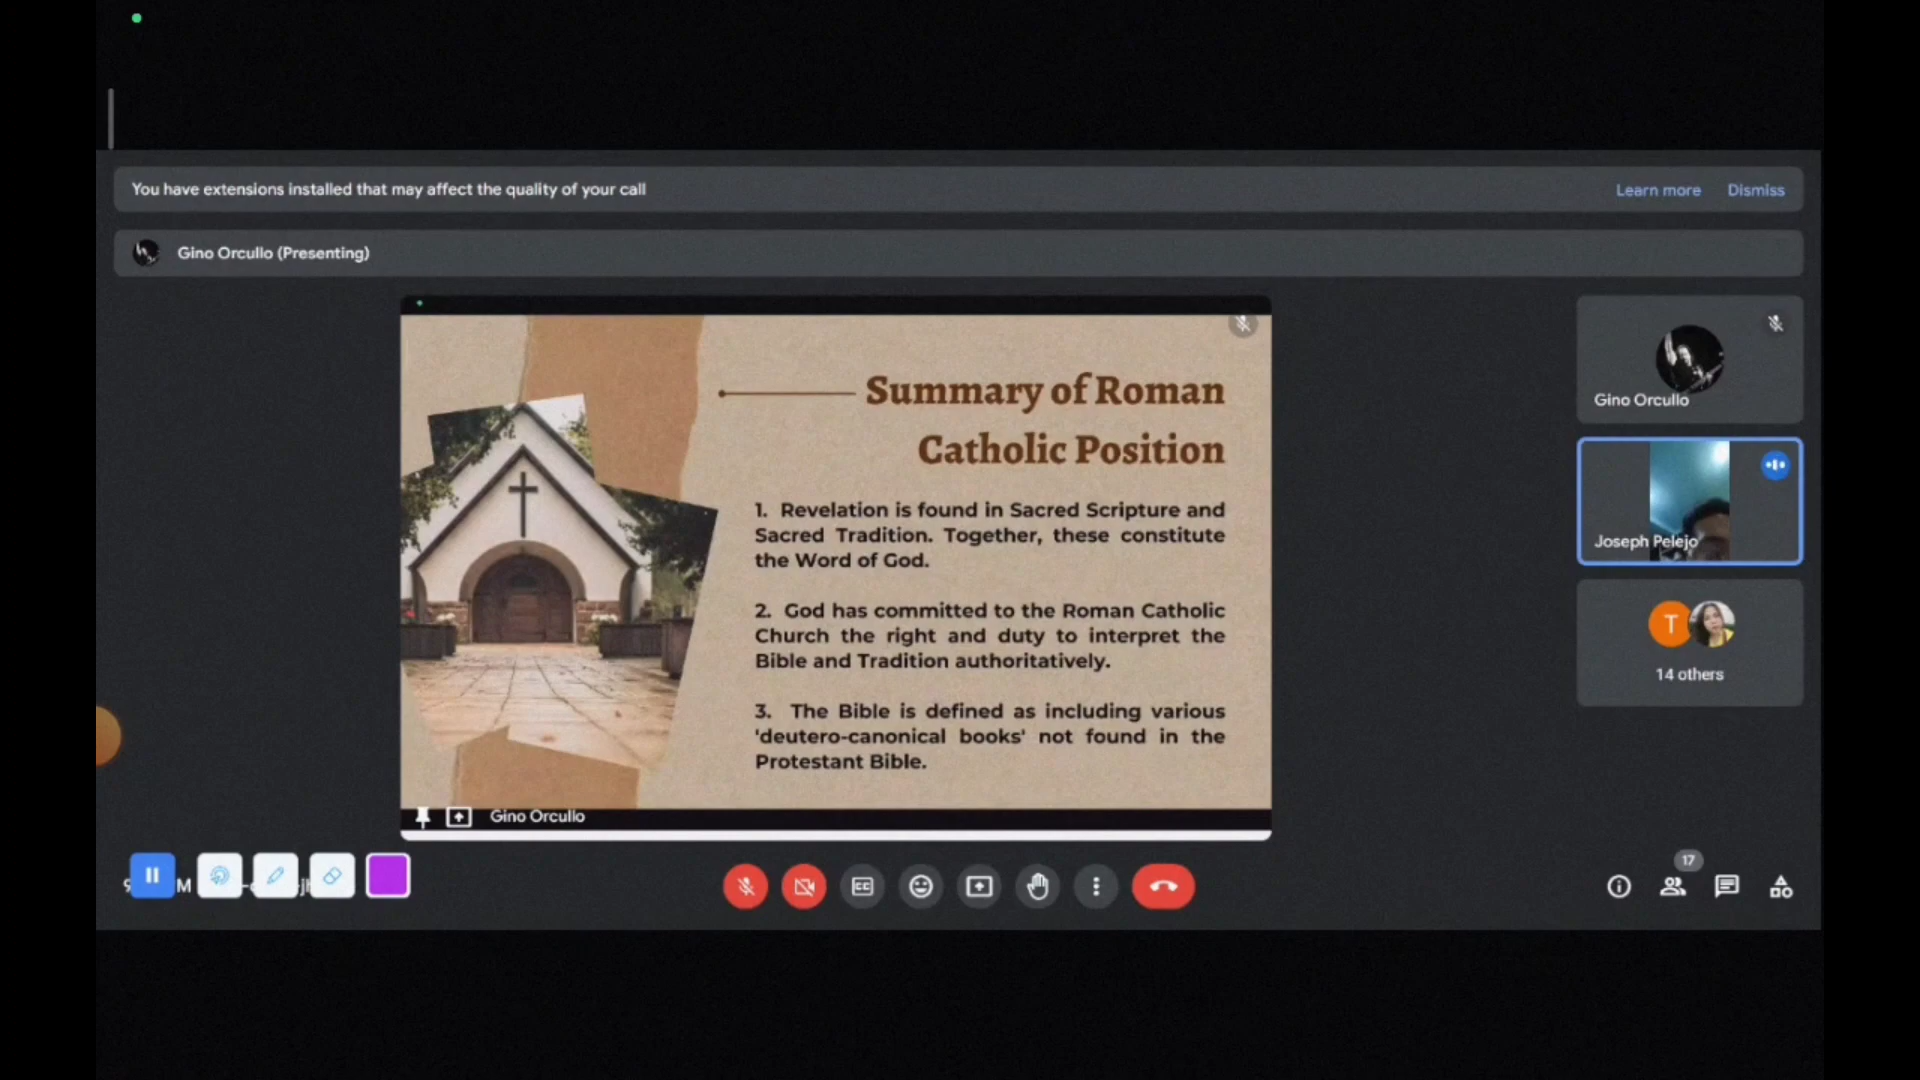 You have extensions installed that may affect the quality of your call
Learn more
Dismiss
Gino Orcullo (Presenting)
Summary of Roman
Catholic Position
1. Revelation is found in Sacred Scripture and
Sacred Tradition. Together, these constitute
the Word of God.
2. God has committed to the Roman Catholic
Church the right and duty to interpret the
Bible and Tradition authoritatively.
3. The Bible is defined as including various
'deutero-canonical books' not found in the
Protestant Bible.
Gino Orcullo
Gino Orcullo
Joseph Pelejo
T
14 others
M
CC
17